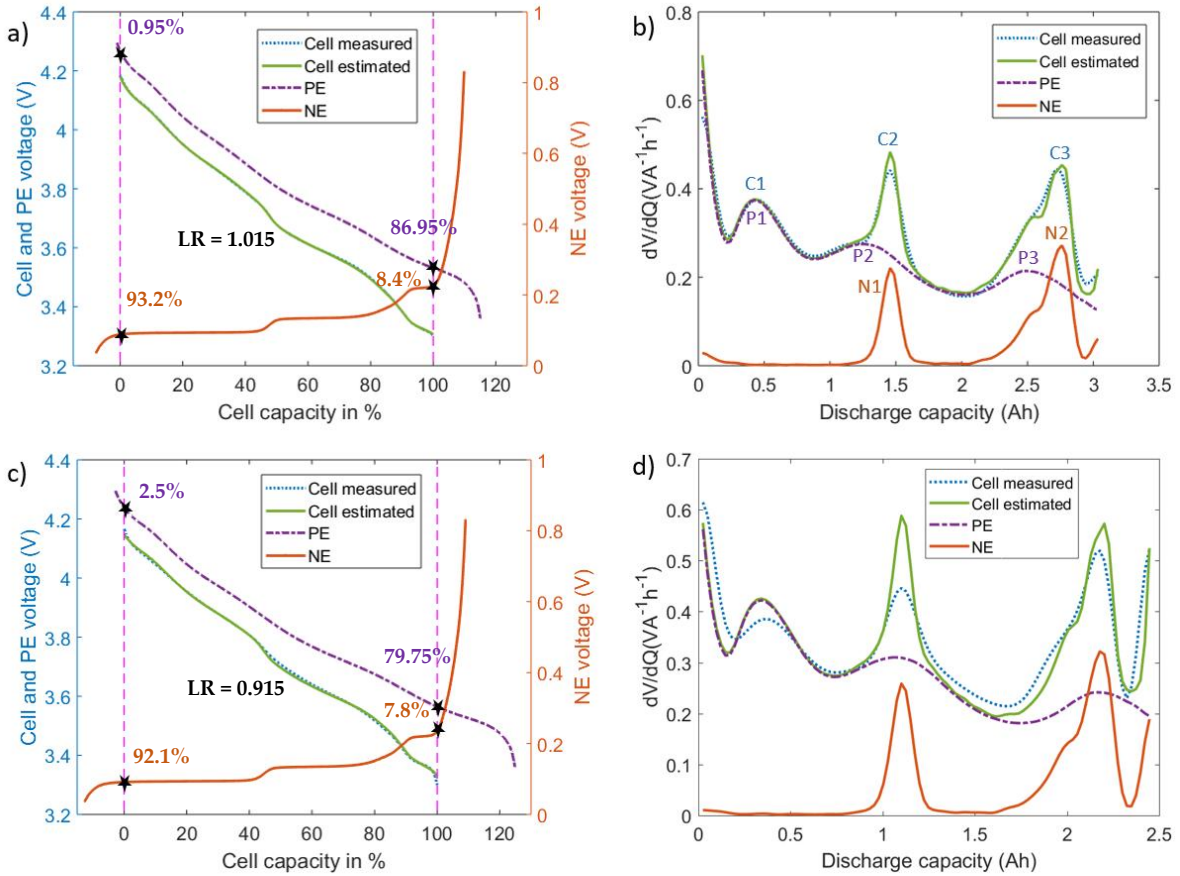 a)
4.4
4.2
4
3.8
3.6
3.4
3.2
Cell and PE voltage (V)
0.95%
Cell measured
Cell estimated
PE
NE
LR = 1.015
86.95%
8.4%
93.2%
1
0.8
0.6
0.4
0.2
0
NE voltage (V)
0 20 40 60 80 100 120
Cell capacity in %
b)
0.8
0.6
0.4
0.2
0
dV/dQ(VA⁻¹h⁻¹)
Cell measured
Cell estimated
PE
NE
C2
C3
C1
P1
P2
N2
P3
N1
0 0.5 1 1.5 2 2.5 3 3.5
Discharge capacity (Ah)
c)
4.4
4.2
4
3.8
3.6
3.4
3.2
Cell and PE voltage (V)
2.5%
Cell measured
Cell estimated
PE
NE
79.75%
LR = 0.915
7.8%
92.1%
1
0.8
0.6
0.4
0.2
0
NE voltage (V)
0 20 40 60 80 100 120
Cell capacity in %
d)
0.7
0.6
0.5
0.4
0.3
0.2
0.1
0
dV/dQ(VA⁻¹h⁻¹)
Cell measured
Cell estimated
PE
NE
0 0.5 1 1.5 2 2.5
Discharge capacity (Ah)